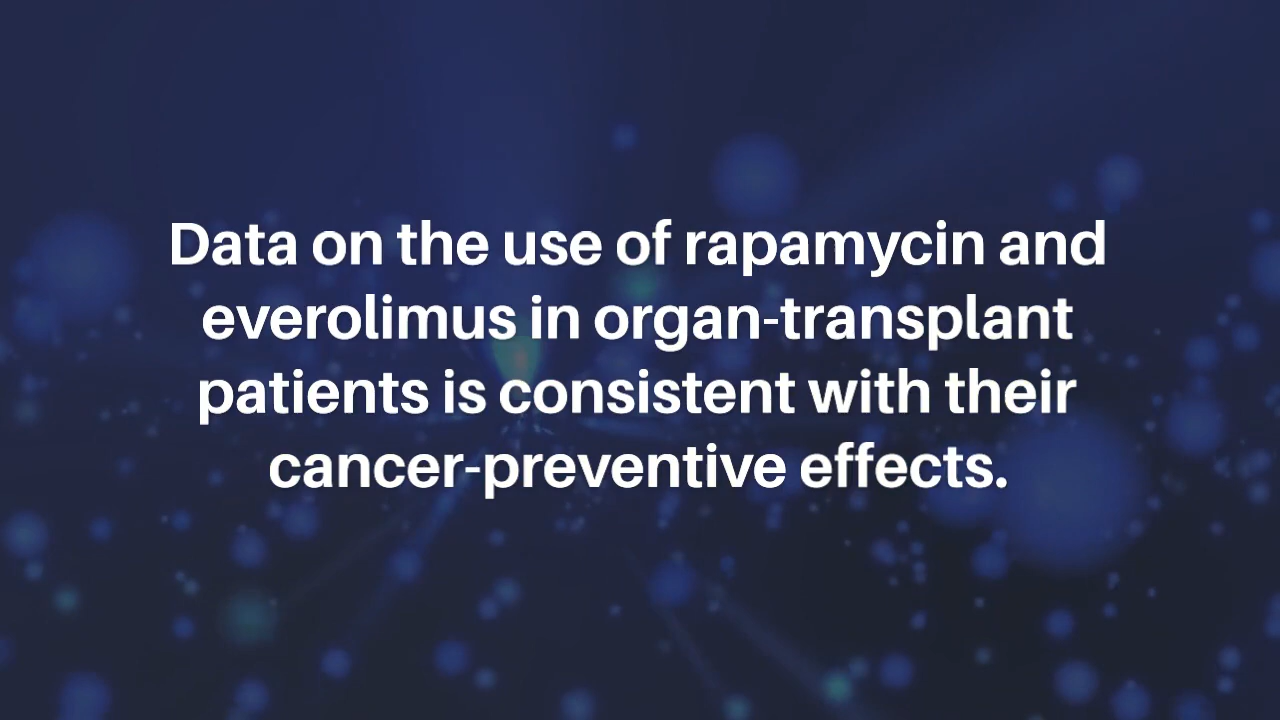 Data on the use of rapamycin and
everolimus in organ-transplant
patients is consistent with their
cancer-preventive effects.